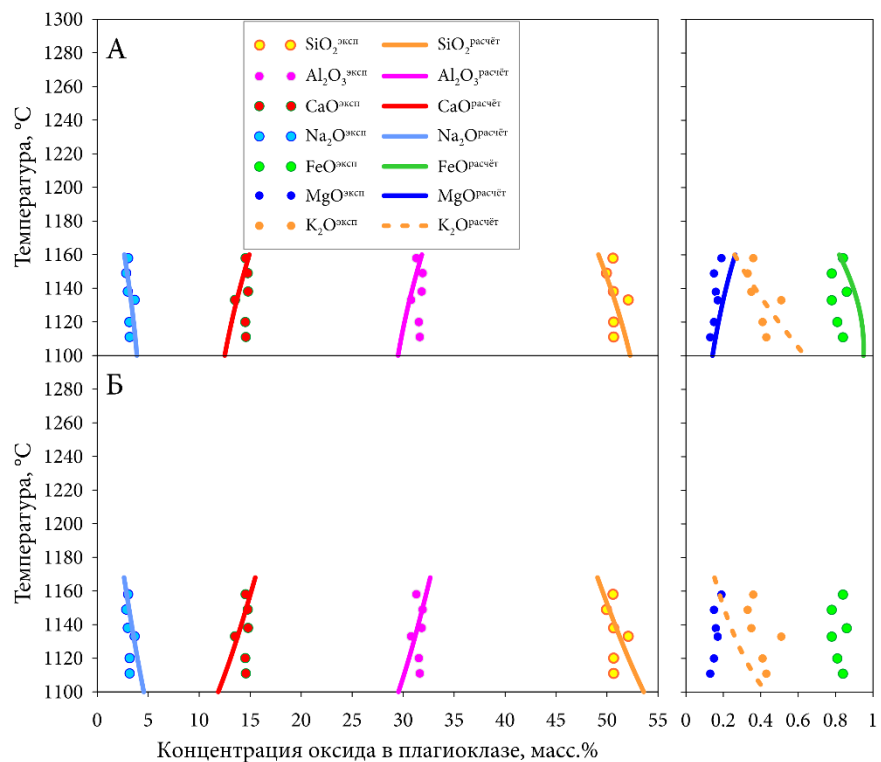 А
1300
1280
1260
1240
1220
1200
1180
1160
1140
1120
1100
Температура, °C
SiO₂эксп SiO₂расчёт
Al₂O₃эксп Al₂O₃расчёт
CaOэксп CaOрасчёт
Na₂Oэксп Na₂Oрасчёт
FeOэксп FeOрасчёт
MgOэксп MgOрасчёт
K₂Oэксп K₂Oрасчёт
Б
1280
1260
1240
1220
1200
1180
1160
1140
1120
1100
Температура, °C
0 5 10 15 20 25 30 35 40 45 50 55 0 0.2 0.4 0.6 0.8 1
Концентрация оксида в плагиоклазе, масс.%